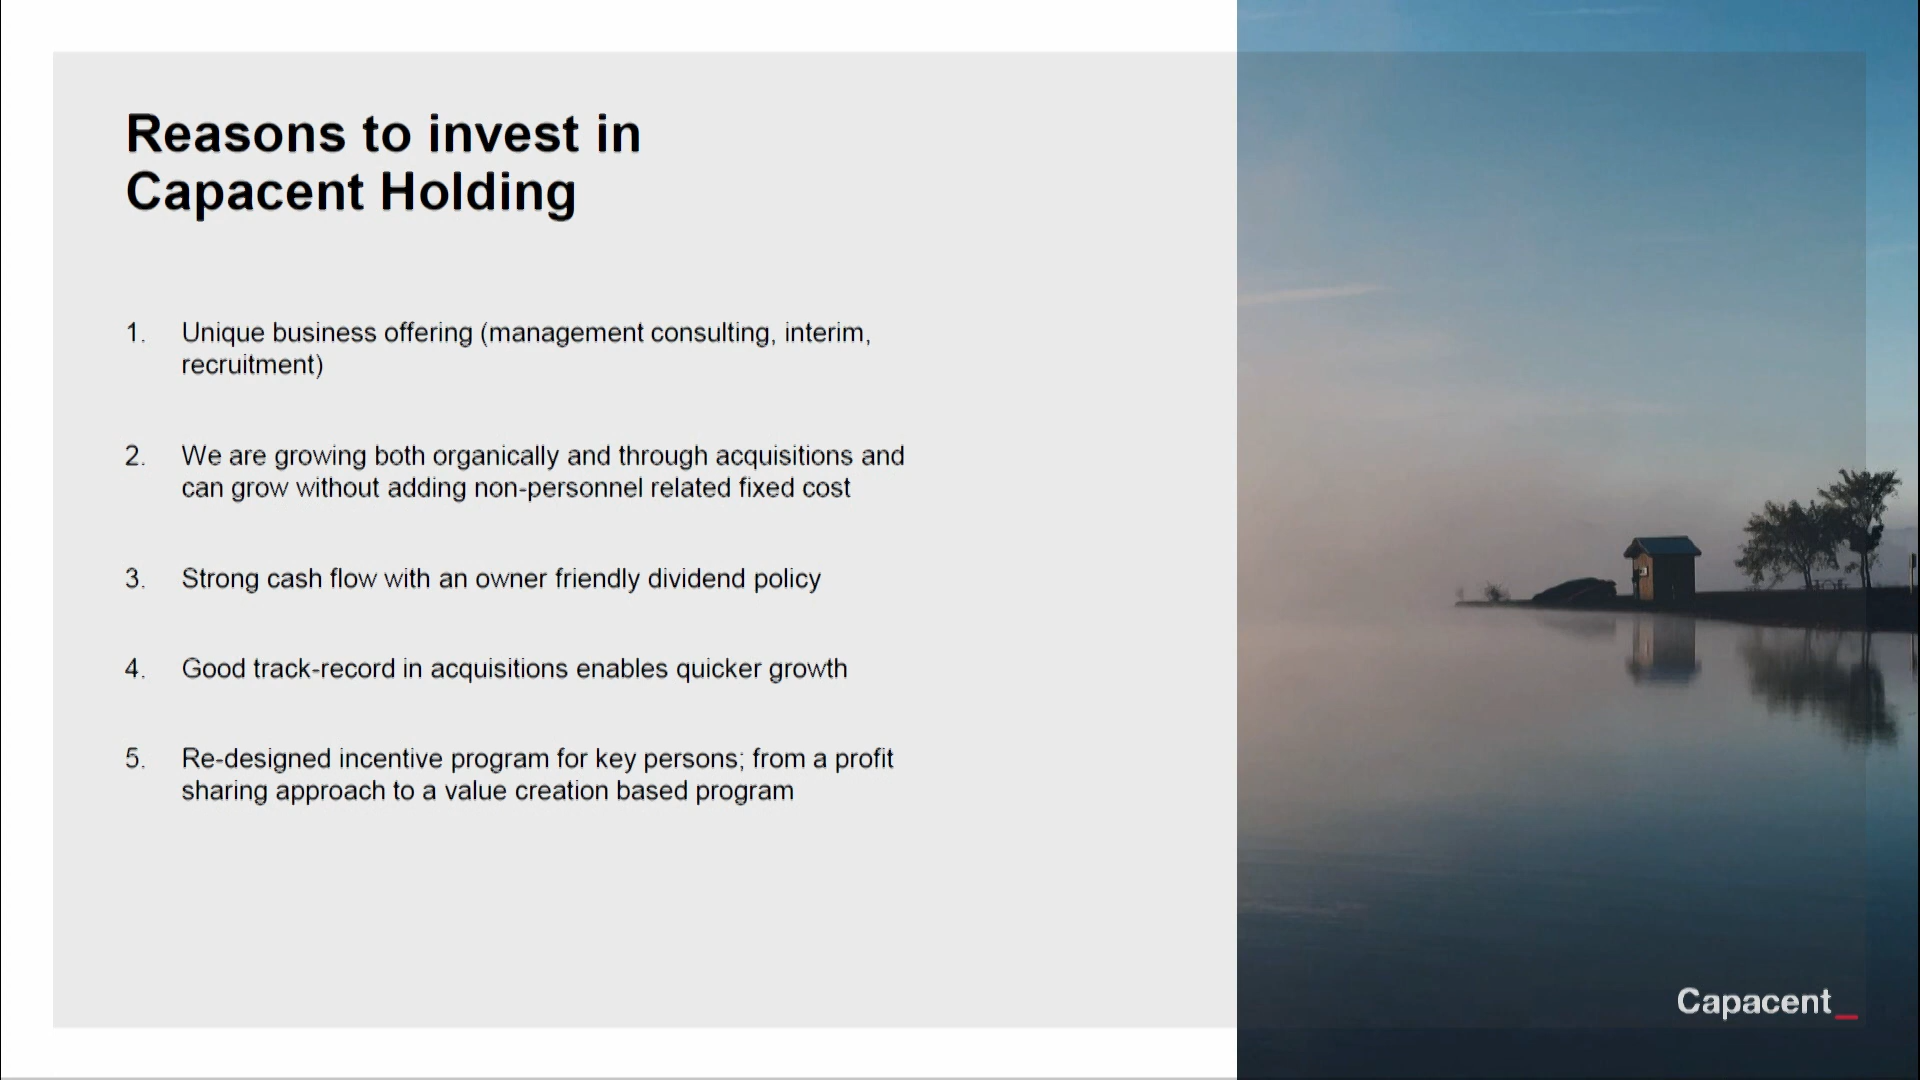 Reasons to invest in
Capacent Holding
1. Unique business offering (management consulting, interim,
recruitment)
2. We are growing both organically and through acquisitions and
can grow without adding non-personnel related fixed cost
3. Strong cash flow with an owner friendly dividend policy
4. Good track-record in acquisitions enables quicker growth
5. Re-designed incentive program for key persons; from a profit
sharing approach to a value creation based program
Capacent_